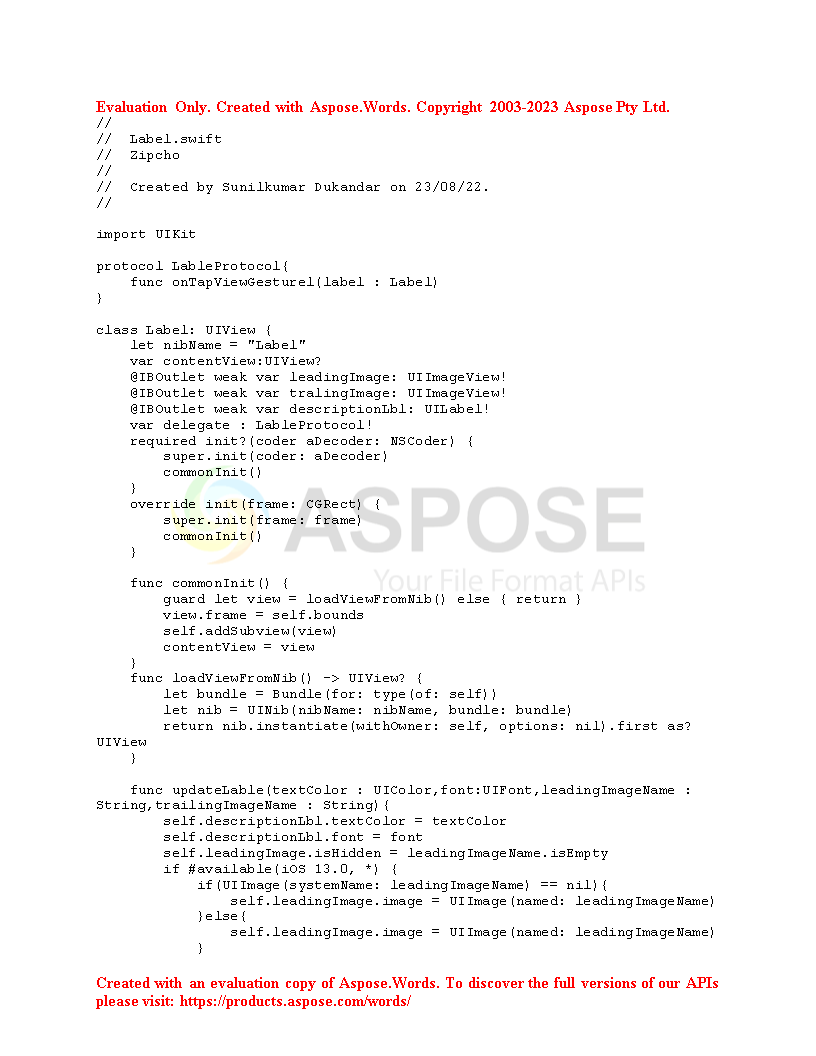 Evaluation Only. Created with Aspose.Words. Copyright 2003-2023 Aspose Pty Ltd.
//
//  Label.swift
//  Zipcho
//
//  Created by Sunilkumar Dukandar on 23/08/22.
//

import UIKit

protocol LableProtocol{
    func onTapViewGesturel(label : Label)
}

class Label: UIView {
    let nibName = "Label"
    var contentView:UIView?
    @IBOutlet weak var leadingImage: UIImageView!
    @IBOutlet weak var tralingImage: UIImageView!
    @IBOutlet weak var descriptionLbl: UILabel!
    var delegate : LableProtocol!
    required init?(coder aDecoder: NSCoder) {
        super.init(coder: aDecoder)
        commonInit()
    }
    override init(frame: CGRect) {
        super.init(frame: frame)
        commonInit()
    }
ASPOSE
Your File Format APIs

    func commonInit() {
        guard let view = loadViewFromNib() else { return }
        view.frame = self.bounds
        self.addSubview(view)
        contentView = view
    }
    func loadViewFromNib() -> UIView? {
        let bundle = Bundle(for: type(of: self))
        let nib = UINib(nibName: nibName, bundle: bundle)
        return nib.instantiate(withOwner: self, options: nil).first as?
UIView
    }

    func updateLable(textColor : UIColor,font:UIFont,leadingImageName :
String,trailingImageName : String){
        self.descriptionLbl.textColor = textColor
        self.descriptionLbl.font = font
        self.leadingImage.isHidden = leadingImageName.isEmpty
        if #available(iOS 13.0, *) {
            if(UIImage(systemName: leadingImageName) == nil){
                self.leadingImage.image = UIImage(named: leadingImageName)
            }else{
                self.leadingImage.image = UIImage(named: leadingImageName)
            }

Created with an evaluation copy of Aspose.Words. To discover the full versions of our APIs
please visit: https://products.aspose.com/words/